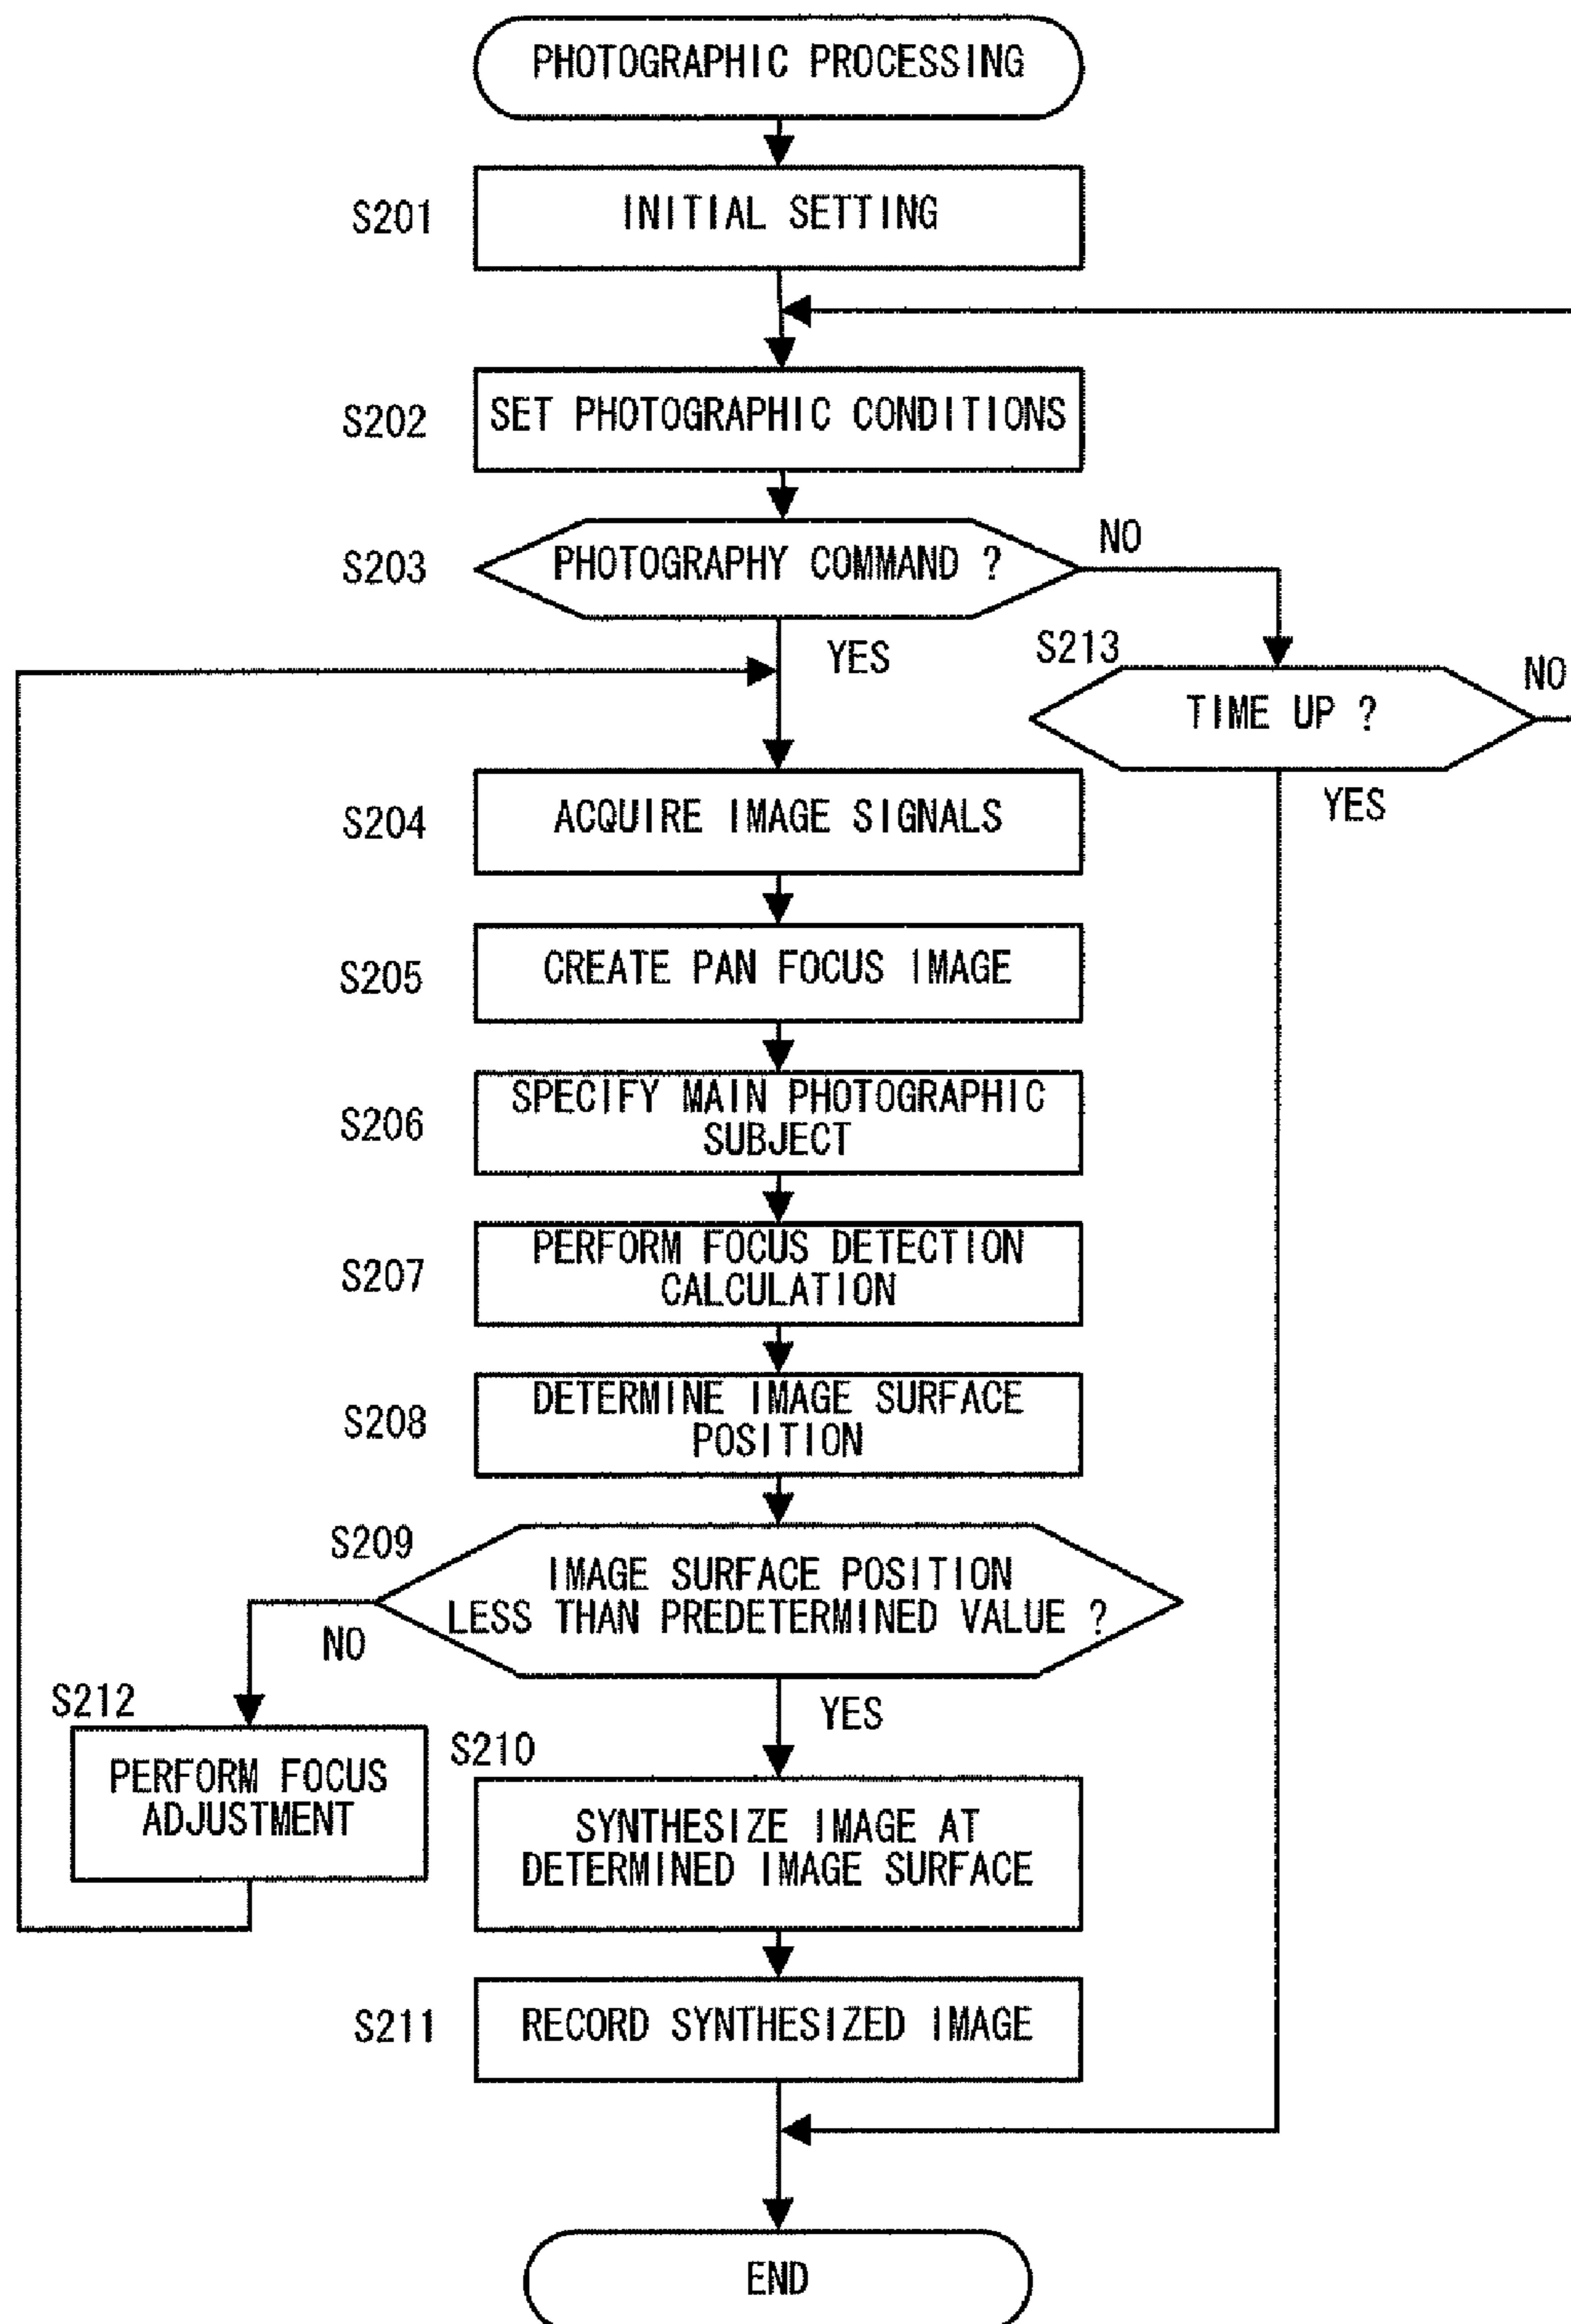 PHOTOGRAPHIC PROCESSING
S201
INITIAL SETTING
S202
SET PHOTOGRAPHIC CONDITIONS
S203
PHOTOGRAPHY COMMAND ?
NO
YES
S213
TIME UP ?
NO
YES
S204
ACQUIRE IMAGE SIGNALS
S205
CREATE PAN FOCUS IMAGE
S206
SPECIFY MAIN PHOTOGRAPHIC
SUBJECT
S207
PERFORM FOCUS DETECTION
CALCULATION
S208
DETERMINE IMAGE SURFACE
POSITION
S209
IMAGE SURFACE POSITION
LESS THAN PREDETERMINED VALUE ?
NO
YES
S212
PERFORM FOCUS
ADJUSTMENT
S210
SYNTHESIZE IMAGE AT
DETERMINED IMAGE SURFACE
S211
RECORD SYNTHESIZED IMAGE
END